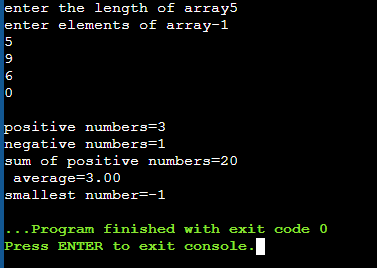 enter the length of array5
enter elements of array-1
5
9
6
0
positive numbers=3
negative numbers=1
sum of positive numbers=20
average=3.00
smallest number=-1
...Program finished with exit code 0
Press ENTER to exit console.